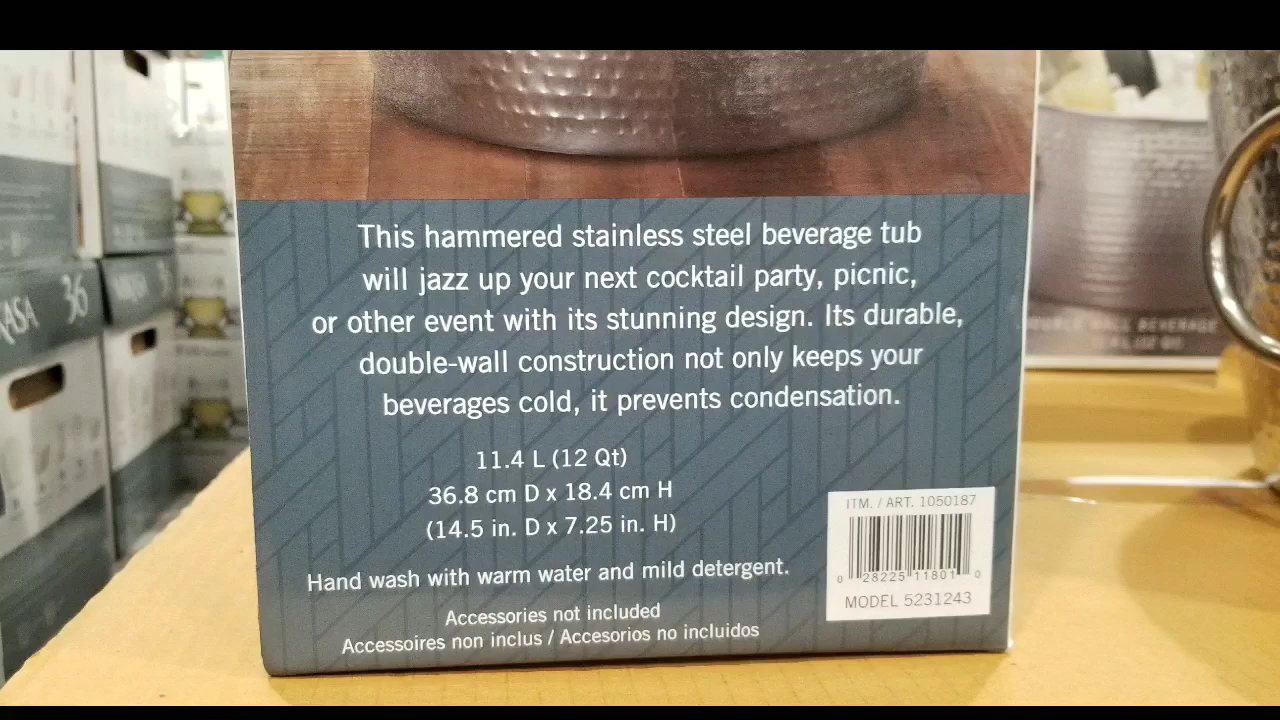 This hammered stainless steel beverage tub
will jazz up your next cocktail party, picnic,
or other event with its stunning design. Its durable,
double-wall construction not only keeps your
beverages cold, it prevents condensation.
11.4 L (12 Qt)
36.8 cm D x 18.4 cm H
(14.5 in. D x 7.25 in. H)
Hand wash with warm water and mild detergent.
Accessories not included
Accessoires non inclus / Accesorios no incluidos
ITM. / ART. 1050187
0 28225 11801 0
MODEL 5231243
36
WALL BEVERAGE